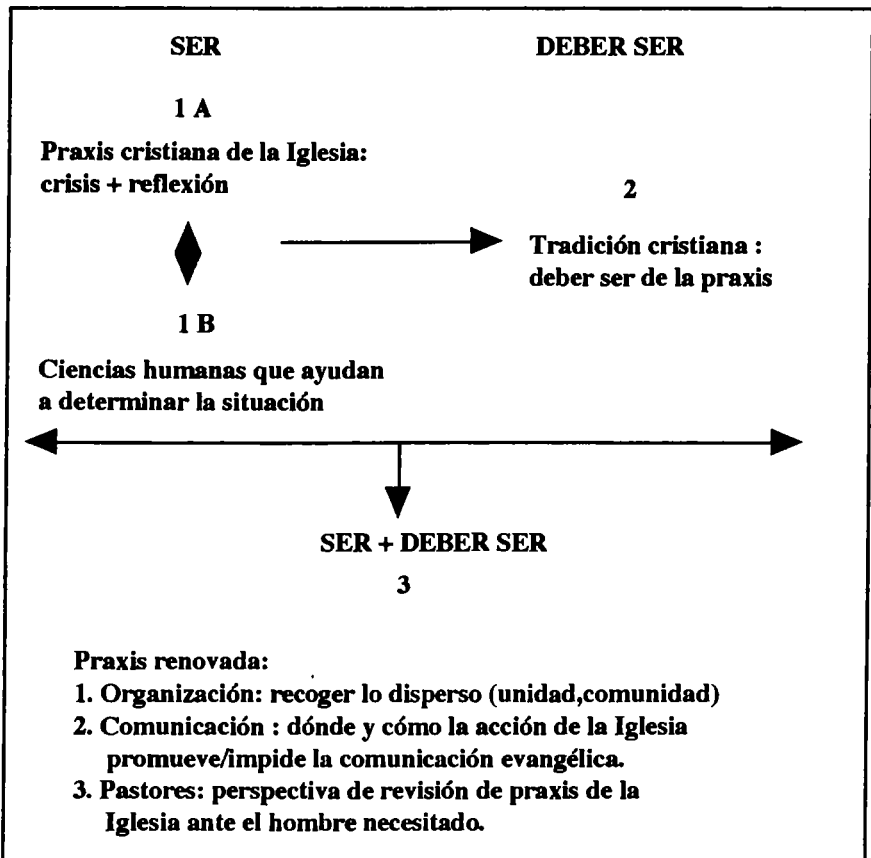 SER
DEBER SER
1 A
Praxis cristiana de la Iglesia:
crisis + reflexión
2
Tradición cristiana :
deber ser de la praxis
1 B
Ciencias humanas que ayudan
a determinar la situación
SER + DEBER SER
3
Praxis renovada:
1. Organización: recoger lo disperso (unidad,comunidad)
2. Comunicación : dónde y cómo la acción de la Iglesia
promueve/impide la comunicación evangélica.
3. Pastores: perspectiva de revisión de praxis de la
Iglesia ante el hombre necesitado.